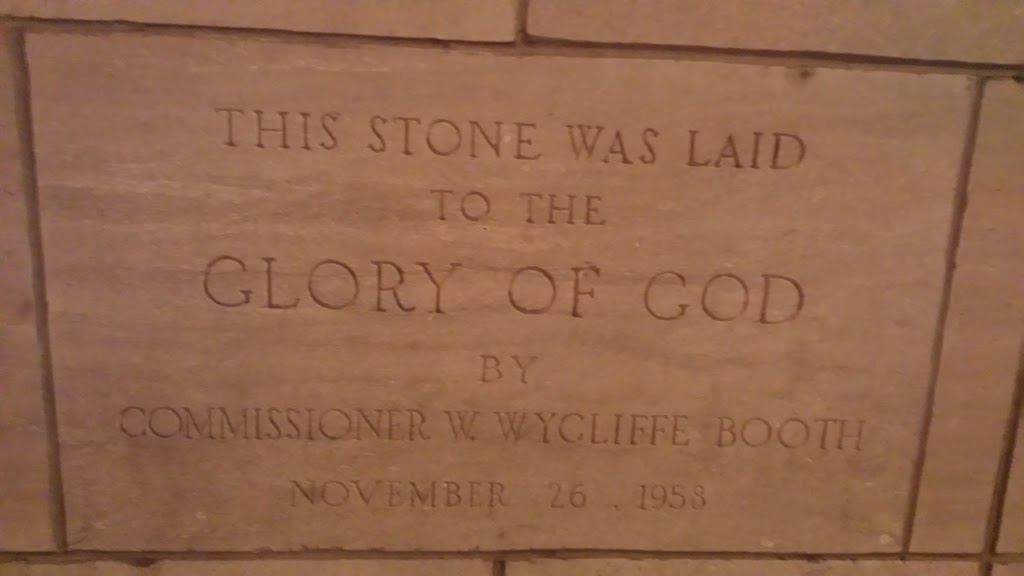 THIS STONE WAS LAID
TO THE
GLORY OF GOD
BY
COMMISSIONER W. WYCLIFFE BOOTH
NOVEMBER 26 , 1958